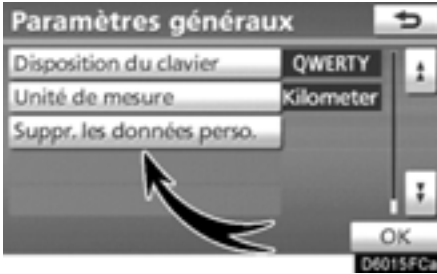 Paramètres généraux
Disposition du clavier QWERTY
Unité de mesure Kilometer
Suppr. les données perso.
OK
D6015FCa